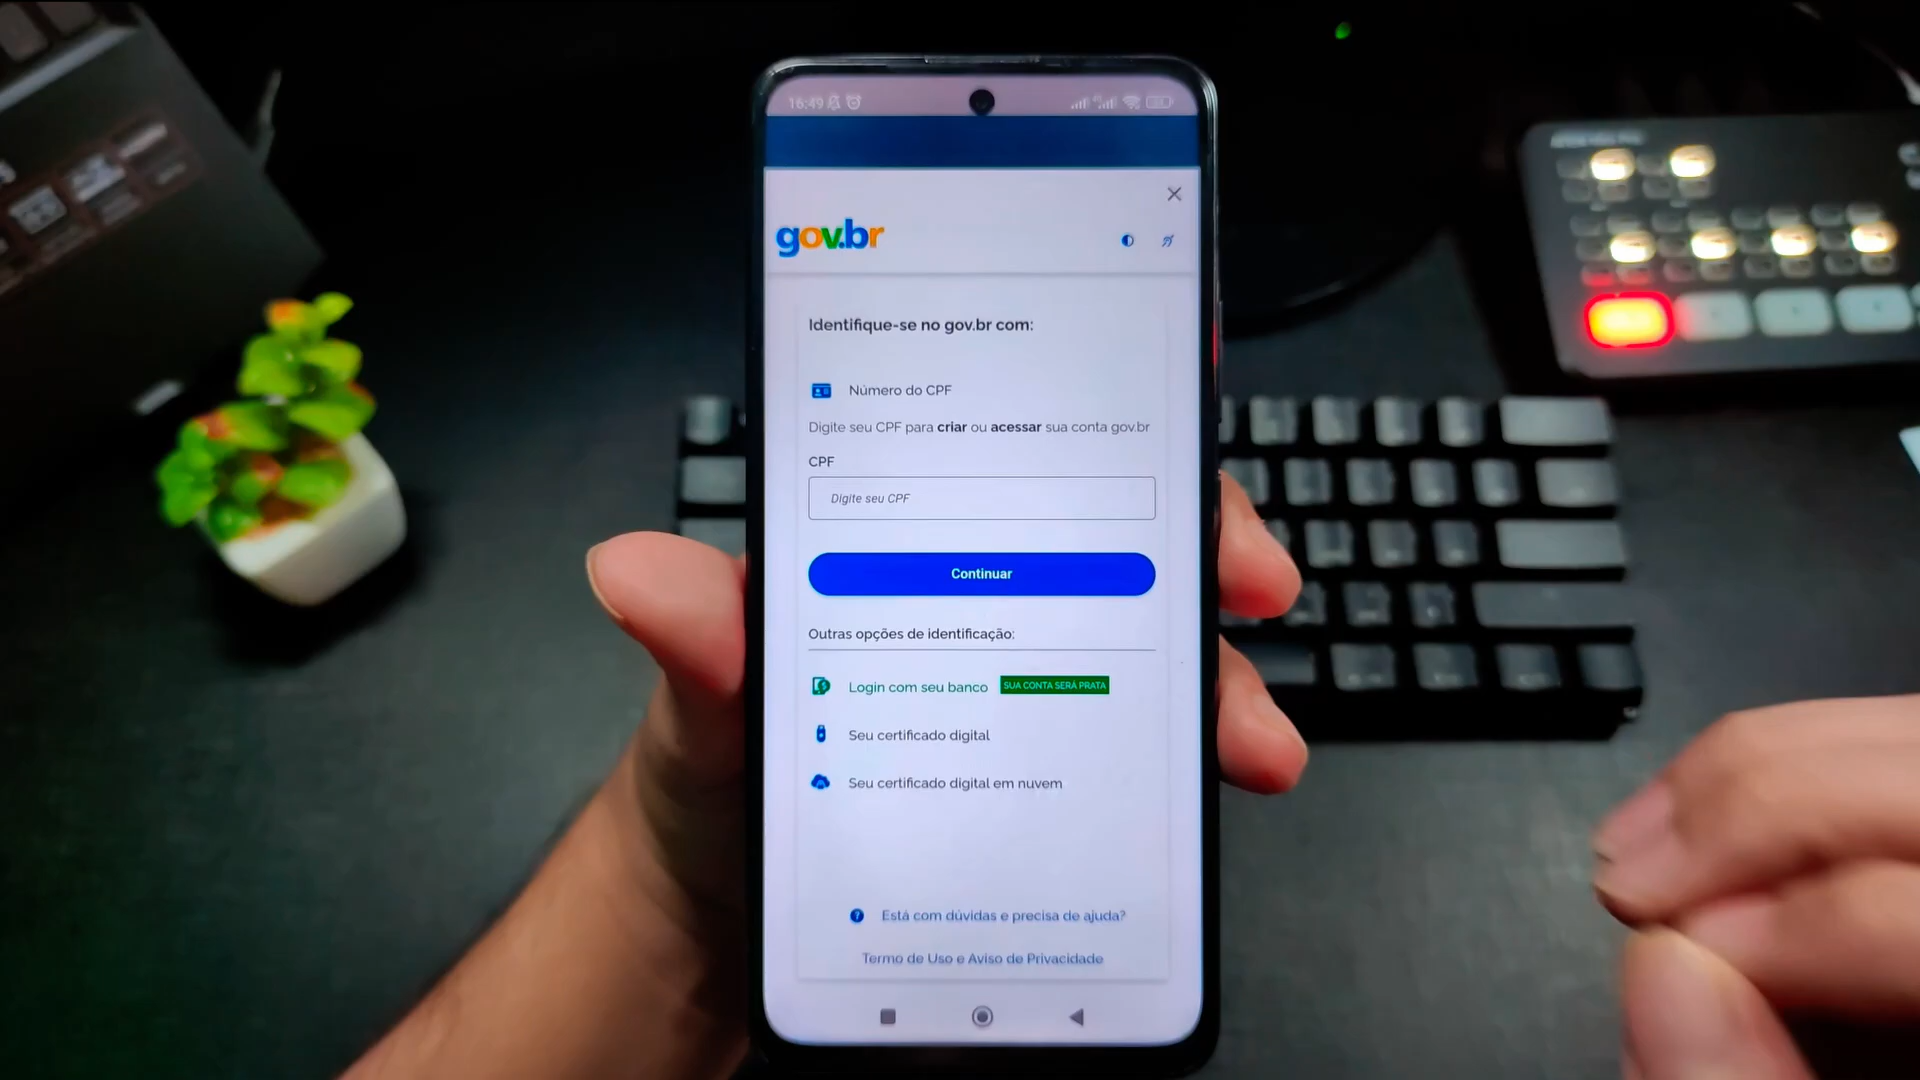 16:49
gov.br
Identifique-se no gov.br com:
Número do CPF
Digite seu CPF para criar ou acessar sua conta gov.br
CPF
Digite seu CPF
Continuar
Outras opções de identificação:
Login com seu banco SUA CONTA SERÁ PRATA
Seu certificado digital
Seu certificado digital em nuvem
Está com dúvidas e precisa de ajuda?
Termo de Uso e Aviso de Privacidade